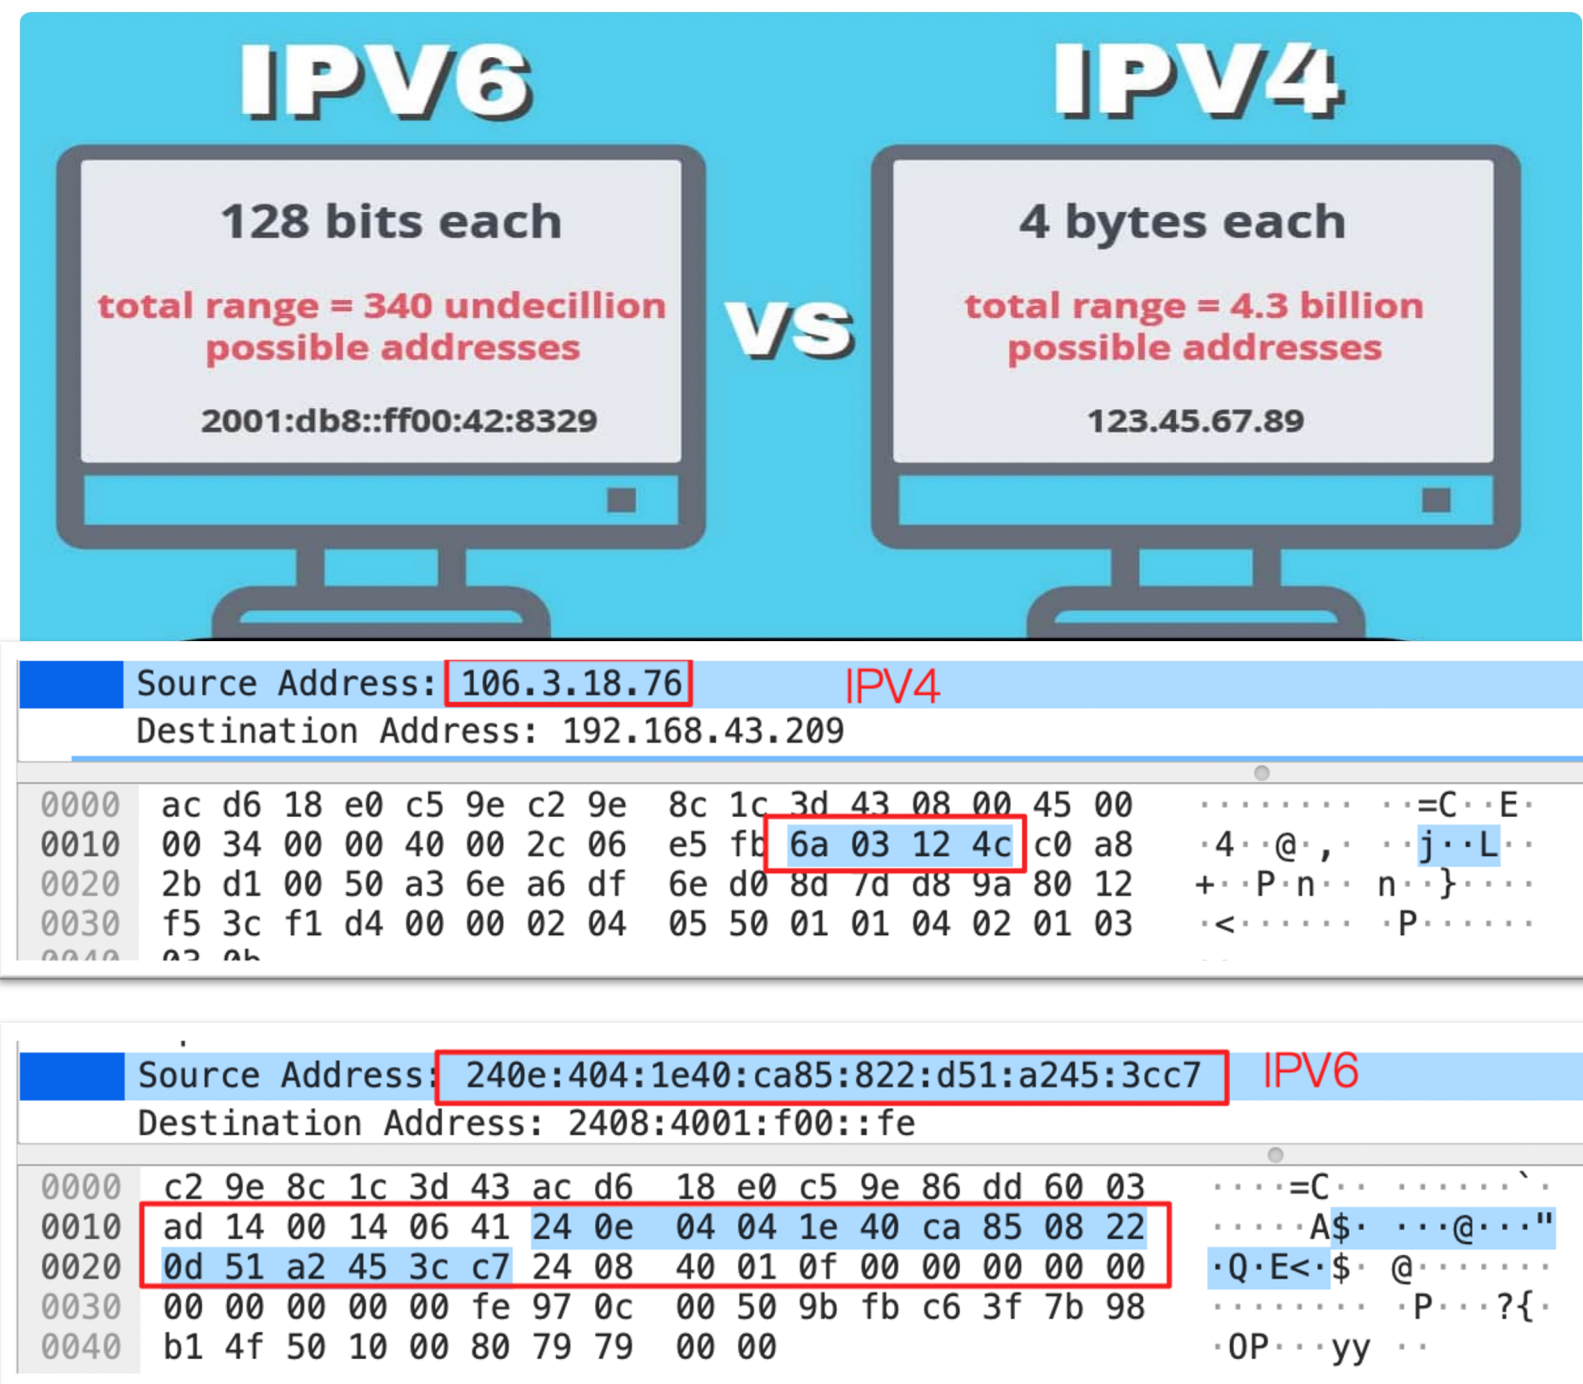 IPV6
IPV4
128 bits each
total range = 340 undecillion
possible addresses
2001:db8::ff00:42:8329
VS
4 bytes each
total range = 4.3 billion
possible addresses
123.45.67.89
Source Address: 106.3.18.76 IPV4
Destination Address: 192.168.43.209
0000 ac d6 18 e0 c5 9e c2 9e 8c 1c 3d 43 08 00 45 00 ········ ··=C··E·
0010 00 34 00 00 40 00 2c 06 e5 fb 6a 03 12 4c c0 a8 ·4··@·,· ··j··L··
0020 2b d1 00 50 a3 6e a6 df 6e d0 8d 7d d8 9a 80 12 +··P·n·· n··}····
0030 f5 3c f1 d4 00 00 02 04 05 50 01 01 04 02 01 03 ·<······ ·P······
0040 03 0b ··
Source Address: 240e:404:1e40:ca85:822:d51:a245:3cc7 IPV6
Destination Address: 2408:4001:f00::fe
0000 c2 9e 8c 1c 3d 43 ac d6 18 e0 c5 9e 86 dd 60 03 ····=C·· ······`·
0010 ad 14 00 14 06 41 24 0e 04 04 1e 40 ca 85 08 22 ·····A$· ···@···"
0020 0d 51 a2 45 3c c7 24 08 40 01 0f 00 00 00 00 00 ·Q·E<·$· @·······
0030 00 00 00 00 00 fe 97 0c 00 50 9b fb c6 3f 7b 98 ········ ·P···?{·
0040 b1 4f 50 10 00 80 79 79 00 00 ·OP···yy ··